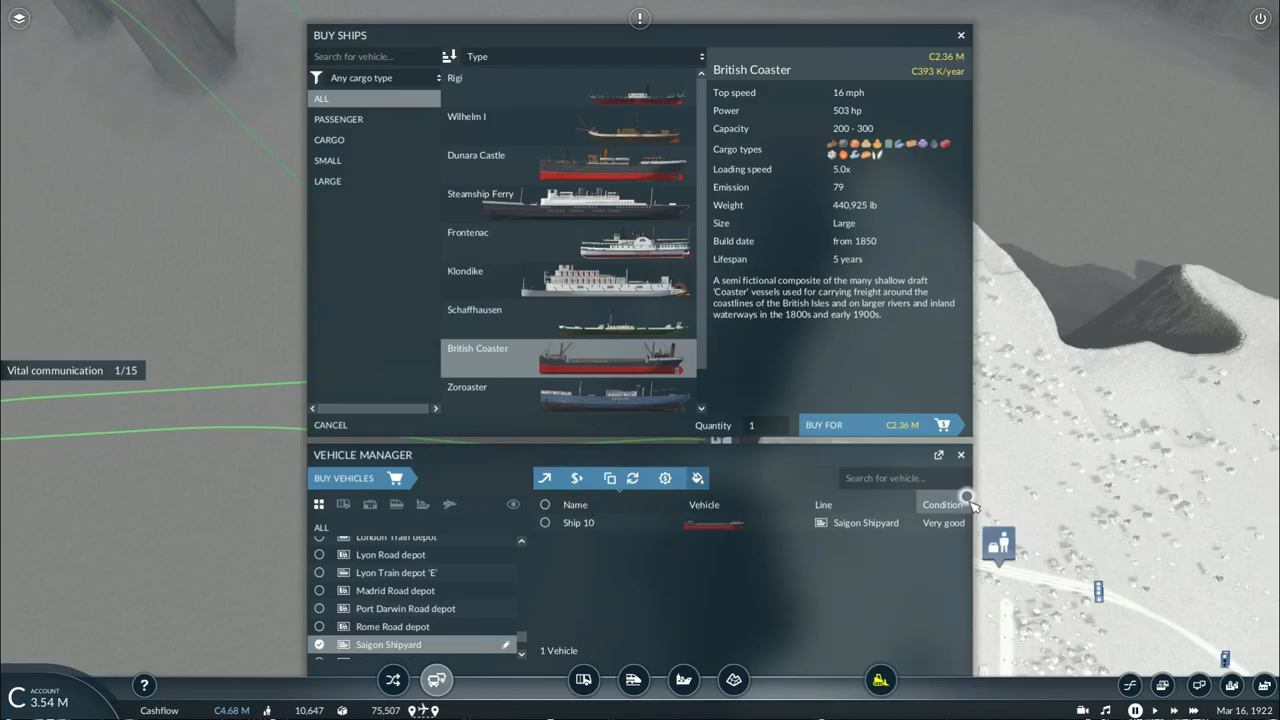 BUY SHIPS
Search for vehicle...
Type
Any cargo type
ALL
PASSENGER
CARGO
SMALL
LARGE
Rigi
Wilhelm I
Dunara Castle
Steamship Ferry
Frontenac
Klondike
Schaffhausen
British Coaster
Zoroaster
C2.36 M
British Coaster
C393 K/year
Top speed 16 mph
Power 503 hp
Capacity 200 - 300
Cargo types
Loading speed 5.0x
Emission 79
Weight 440,925 lb
Size Large
Build date from 1850
Lifespan 5 years
A semi fictional composite of the many shallow draft
'Coaster' vessels used for carrying freight around the
coastlines of the British Isles and on larger rivers and inland
waterways in the 1800s and early 1900s.
CANCEL
Quantity 1
BUY FOR C2.36 M
Vital communication 1/15
VEHICLE MANAGER
BUY VEHICLES
Search for vehicle...
ALL
London Train depot
Lyon Road depot
Lyon Train depot 'E'
Madrid Road depot
Port Darwin Road depot
Rome Road depot
Saigon Shipyard
Name Vehicle Line Condition
Ship 10 Saigon Shipyard Very good
1 Vehicle
C ACCOUNT
3.54 M
?
Cashflow C4.68 M 10,647 75,507
Mar 16, 1922